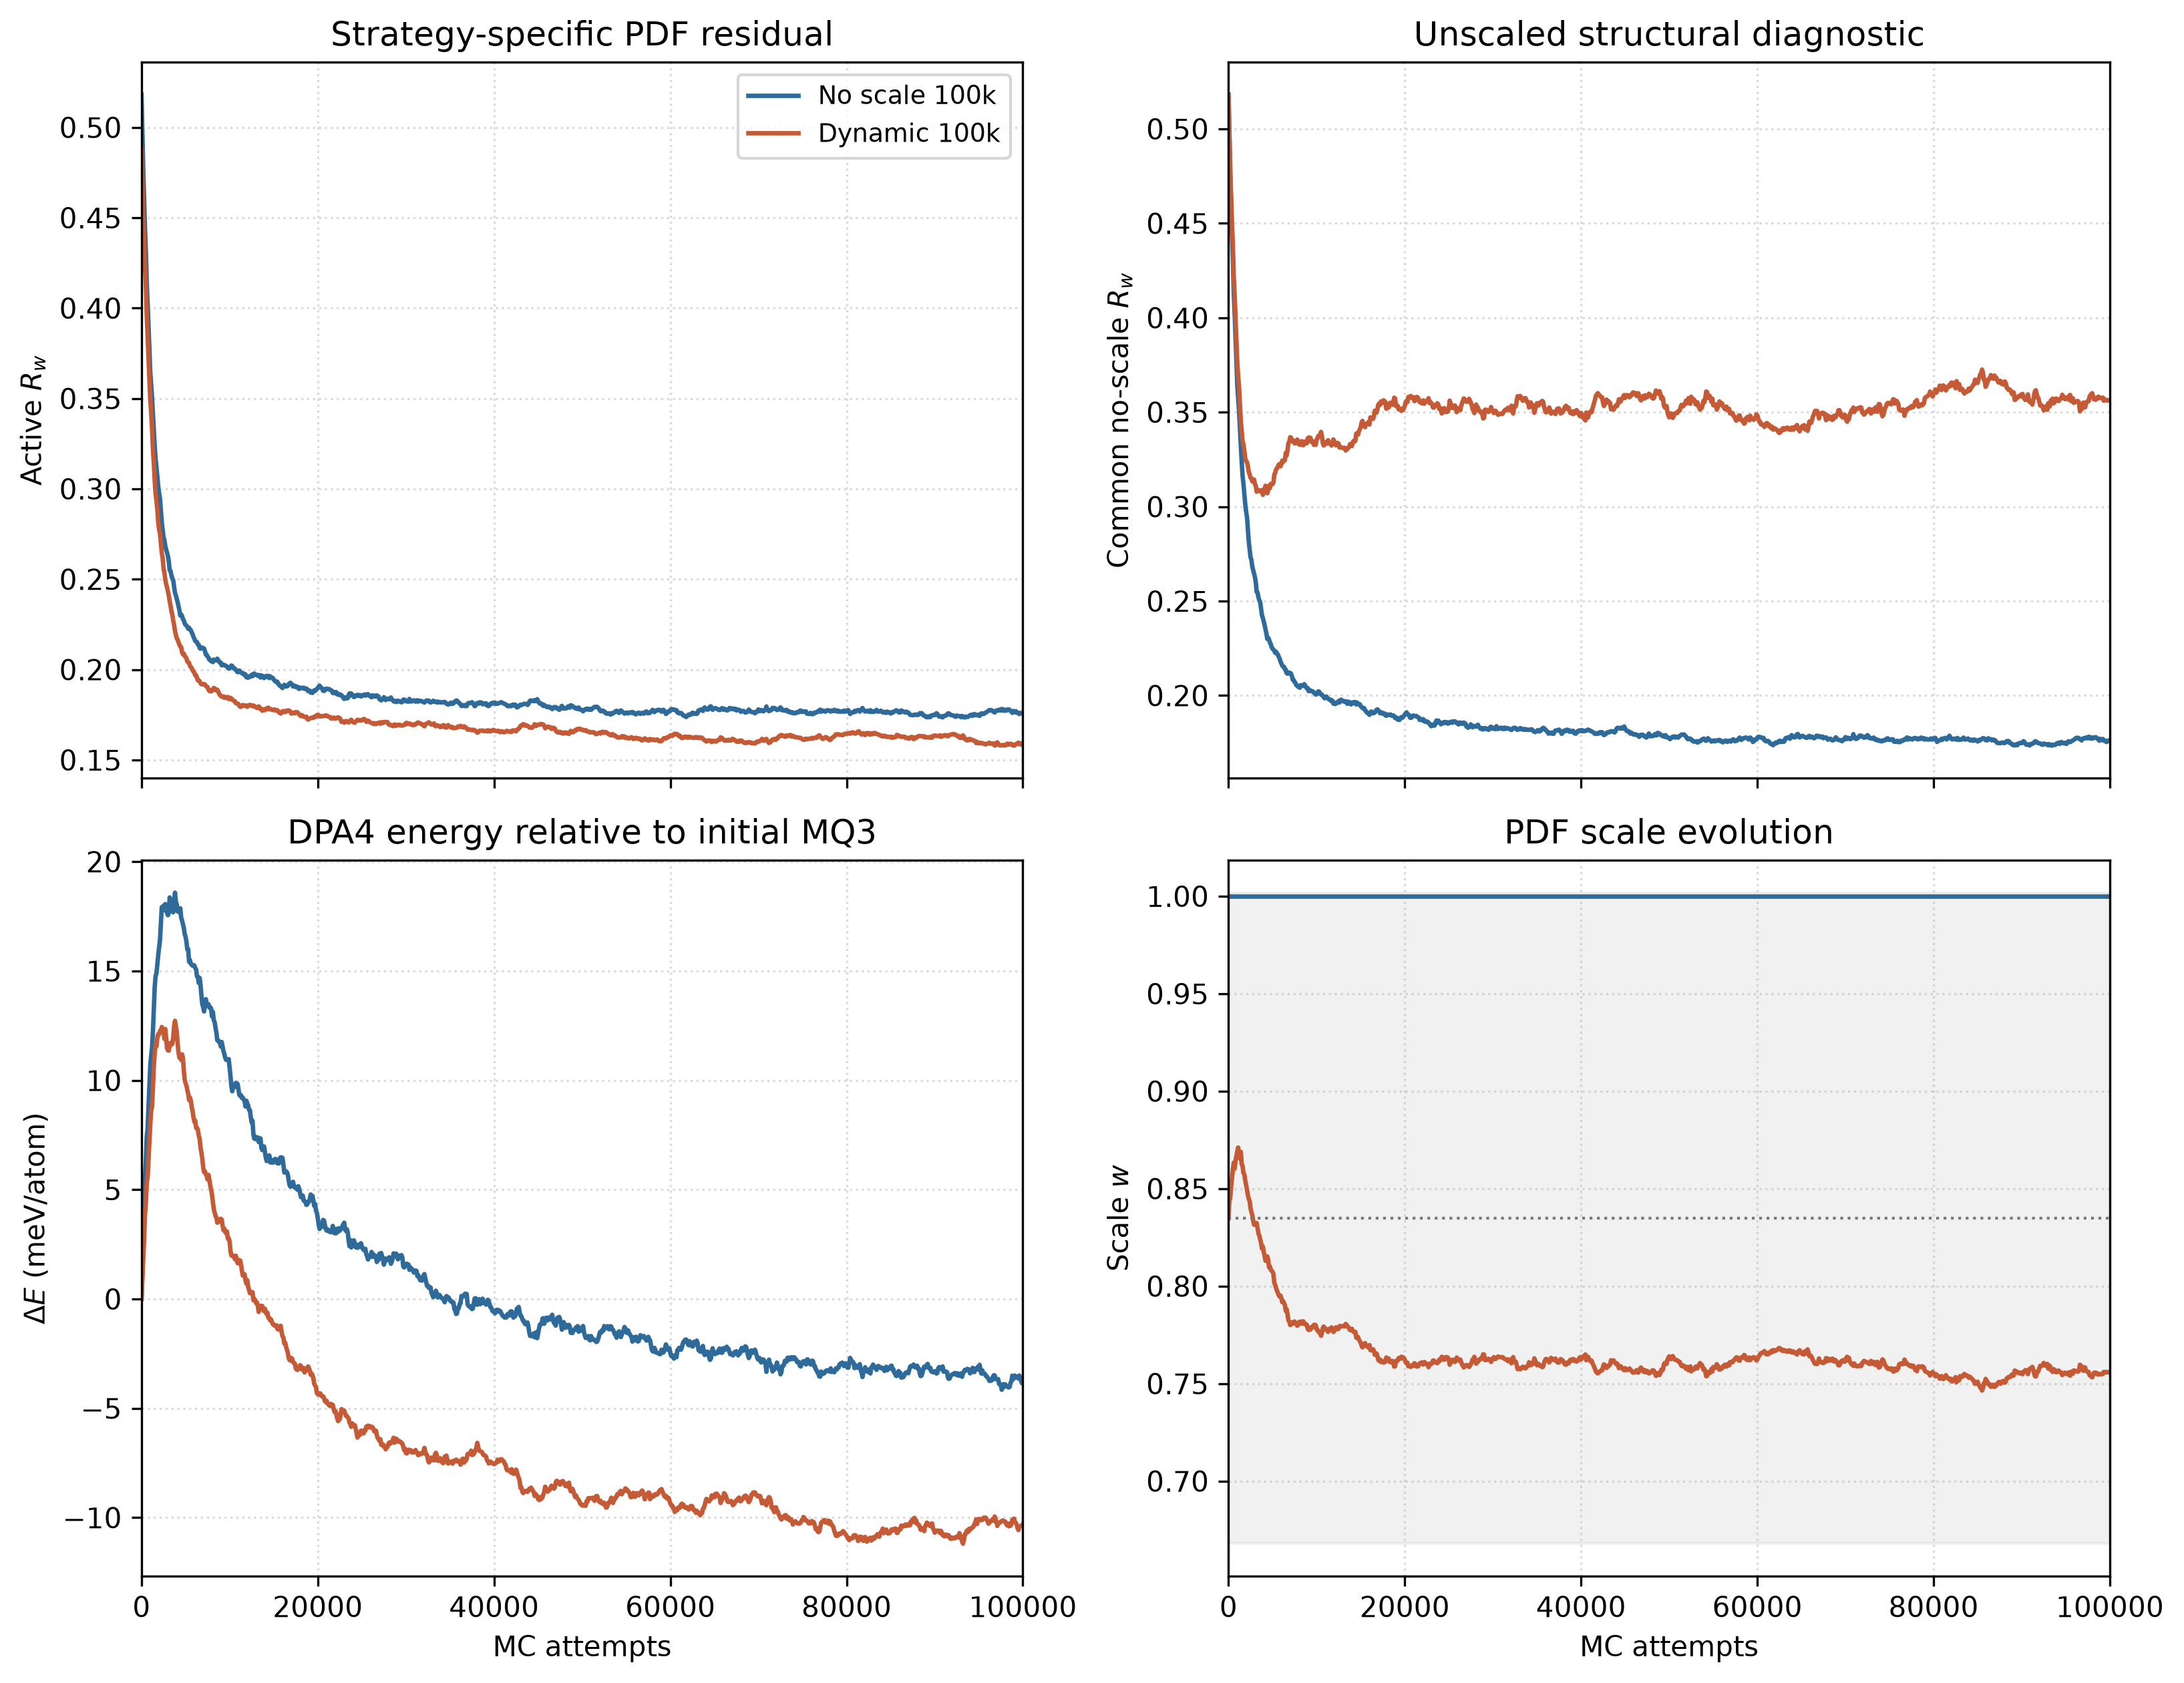 Strategy-specific PDF residual
No scale 100k
Dynamic 100k
0.50
0.45
0.40
0.35
0.30
0.25
0.20
0.15
Active R_w
Unscaled structural diagnostic
0.50
0.45
0.40
0.35
0.30
0.25
0.20
Common no-scale R_w
DPA4 energy relative to initial MQ3
20
15
10
5
0
−5
−10
ΔE (meV/atom)
0 20000 40000 60000 80000 100000
MC attempts
PDF scale evolution
1.00
0.95
0.90
0.85
0.80
0.75
0.70
Scale w
0 20000 40000 60000 80000 100000
MC attempts